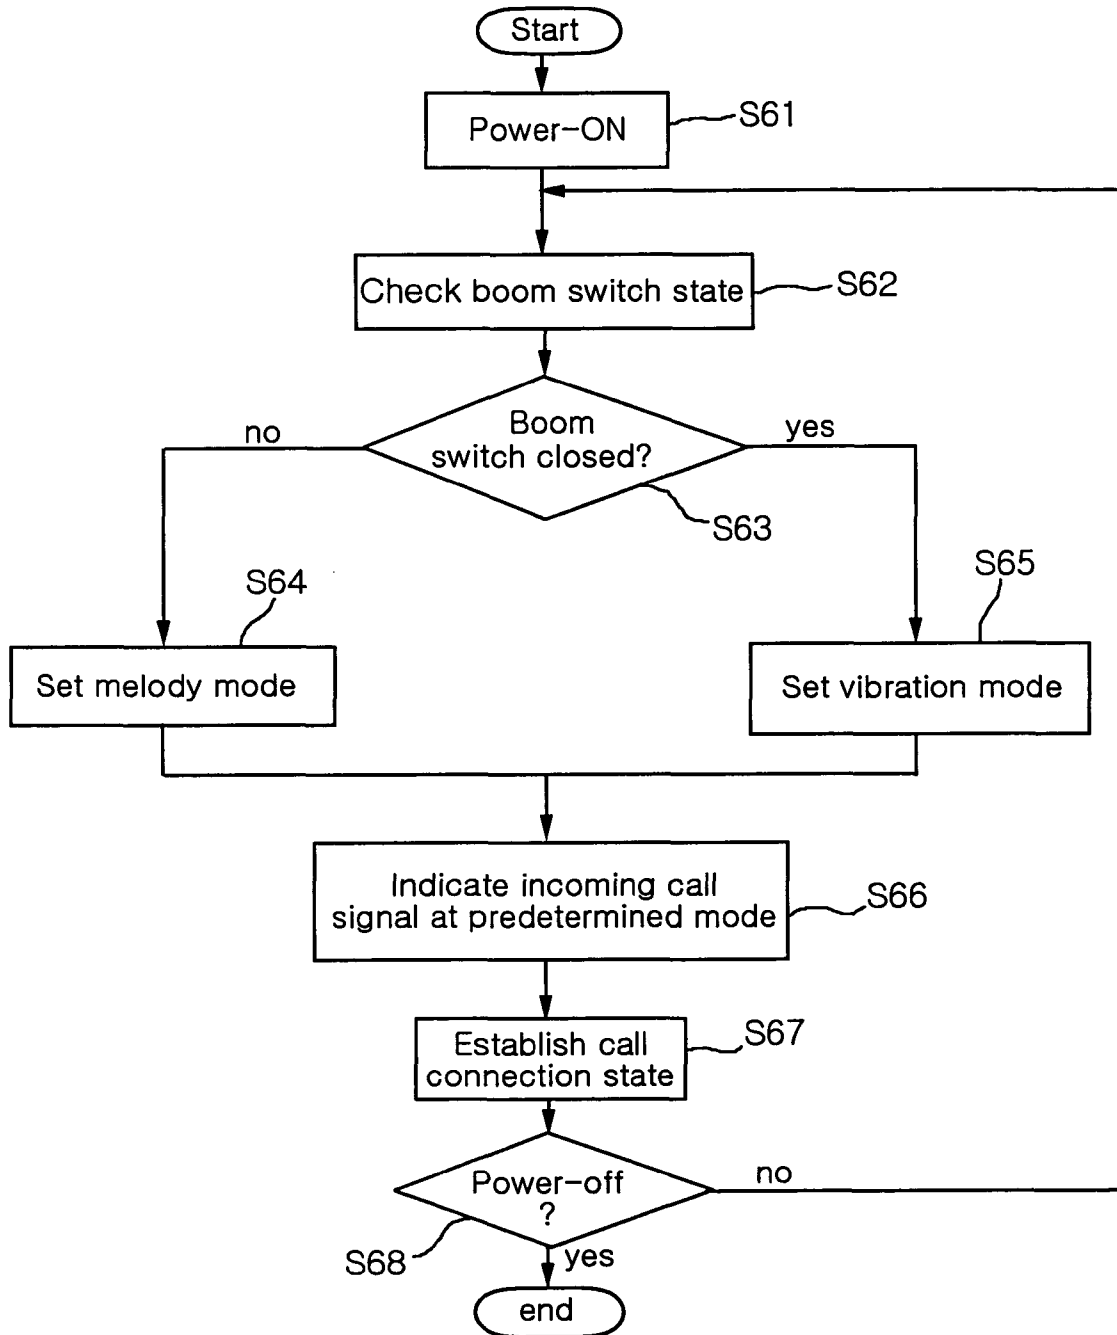 Start
Power-ON
S61
Check boom switch state
S62
Boom
switch closed?
no
yes
S63
S64
S65
Set melody mode
Set vibration mode
Indicate incoming call
signal at predetermined mode
S66
Establish call
connection state
S67
Power-off
?
no
S68
yes
end